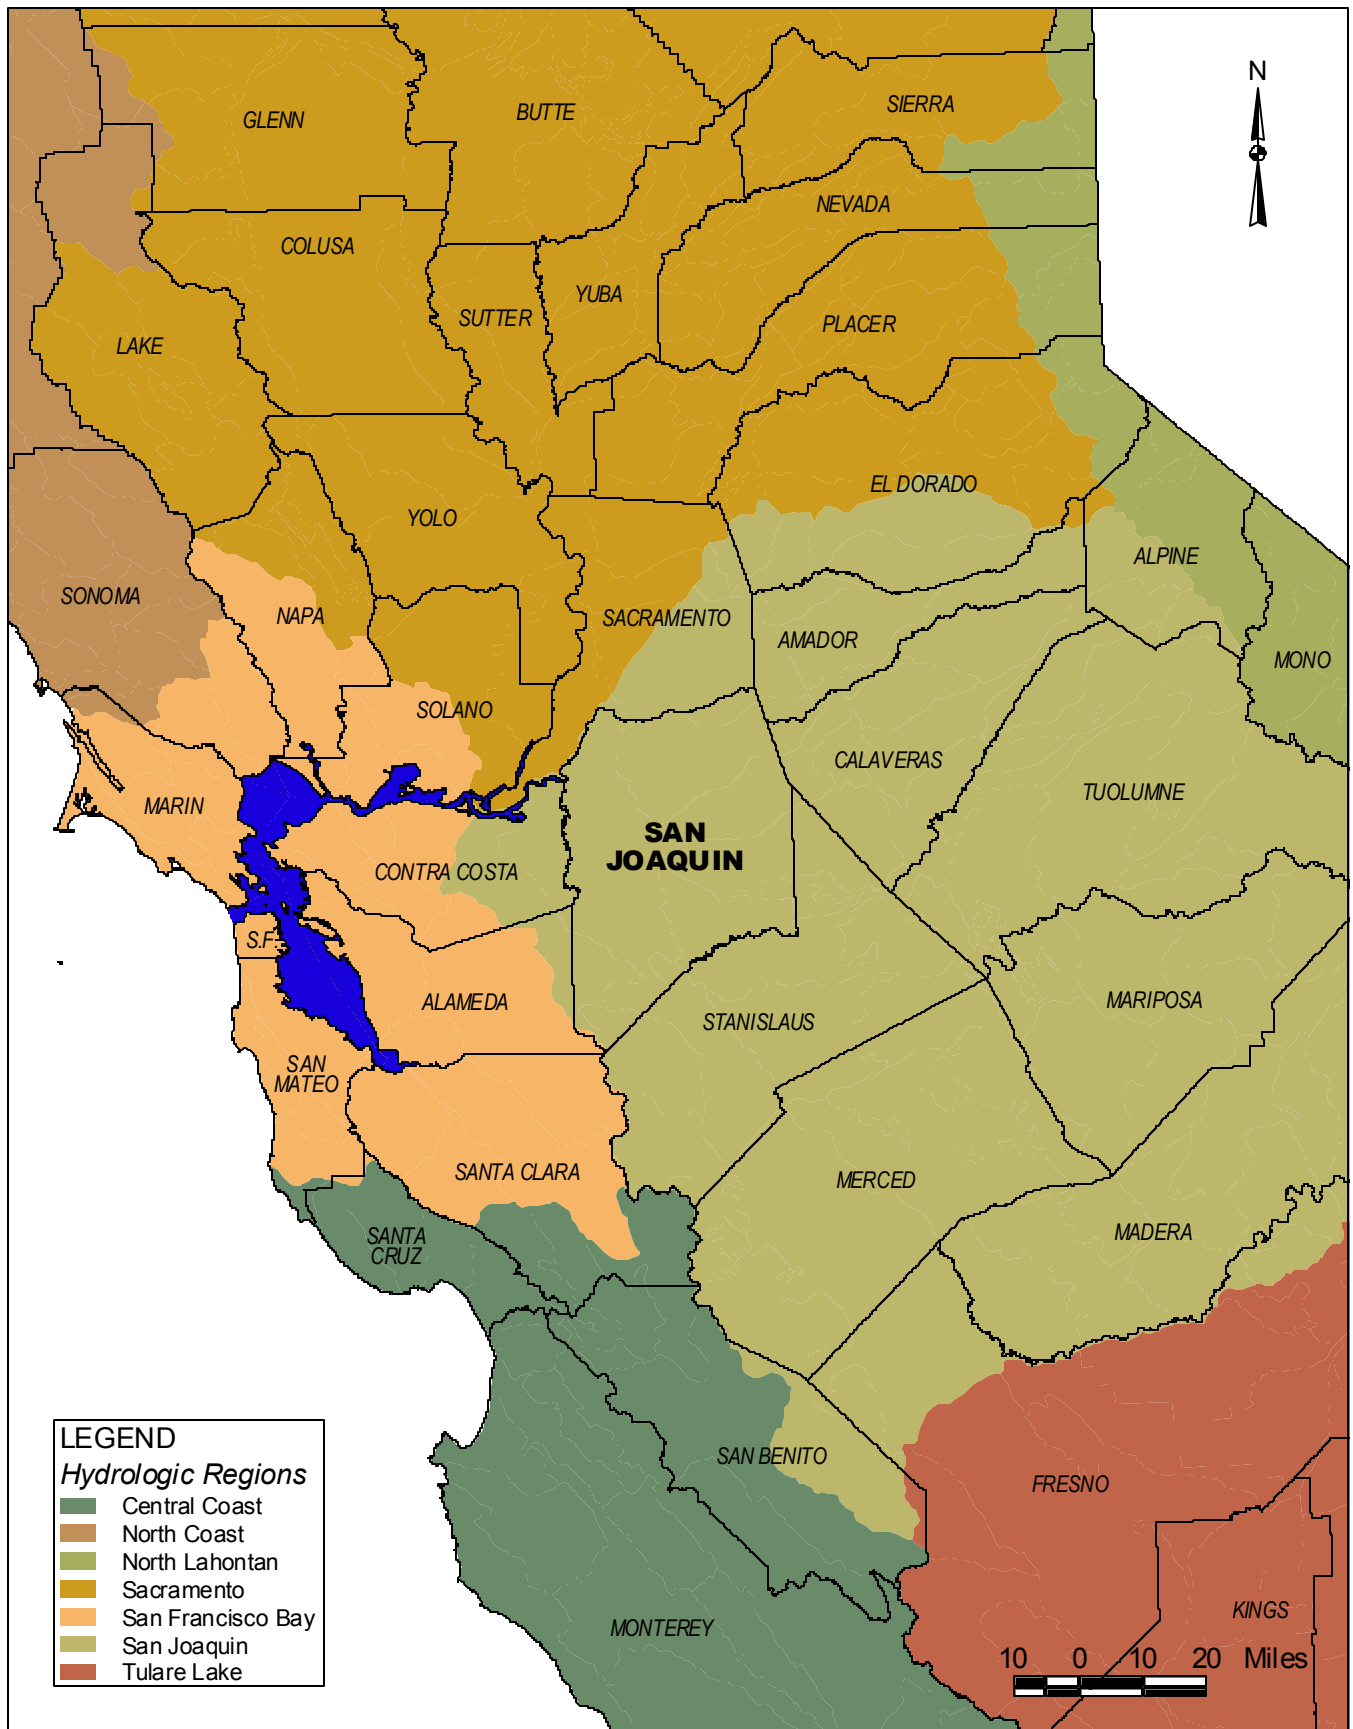 N
SIERRA
BUTTE
GLENN
NEVADA
COLUSA
YUBA
SUTTER
PLACER
LAKE
EL DORADO
YOLO
ALPINE
SONOMA
NAPA
SACRAMENTO
AMADOR
MONO
SOLANO
CALAVERAS
TUOLUMNE
MARIN
SAN
JOAQUIN
CONTRA COSTA
S.F.
ALAMEDA
MARIPOSA
STANISLAUS
SAN
MATEO
SANTA CLARA
MERCED
SANTA
CRUZ
MADERA
SAN BENITO
FRESNO
KINGS
MONTEREY
LEGEND
Hydrologic Regions
Central Coast
North Coast
North Lahontan
Sacramento
San Francisco Bay
San Joaquin
Tulare Lake
10 0 10 20 Miles